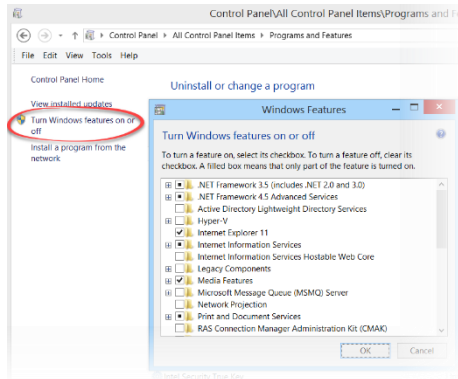 Control Panel\All Control Panel Items\Programs and F
Control Panel ▸ All Control Panel Items ▸ Programs and Features
File Edit View Tools Help
Control Panel Home
Uninstall or change a program
View installed updates
Turn Windows features on or
off
Install a program from the
network
Windows Features
Turn Windows features on or off
To turn a feature on, select its checkbox. To turn a feature off, clear its
checkbox. A filled box means that only part of the feature is turned on.
.NET Framework 3.5 (includes .NET 2.0 and 3.0)
.NET Framework 4.5 Advanced Services
Active Directory Lightweight Directory Services
Hyper-V
Internet Explorer 11
Internet Information Services
Internet Information Services Hostable Web Core
Legacy Components
Media Features
Microsoft Message Queue (MSMQ) Server
Network Projection
Print and Document Services
RAS Connection Manager Administration Kit (CMAK)
OK Cancel